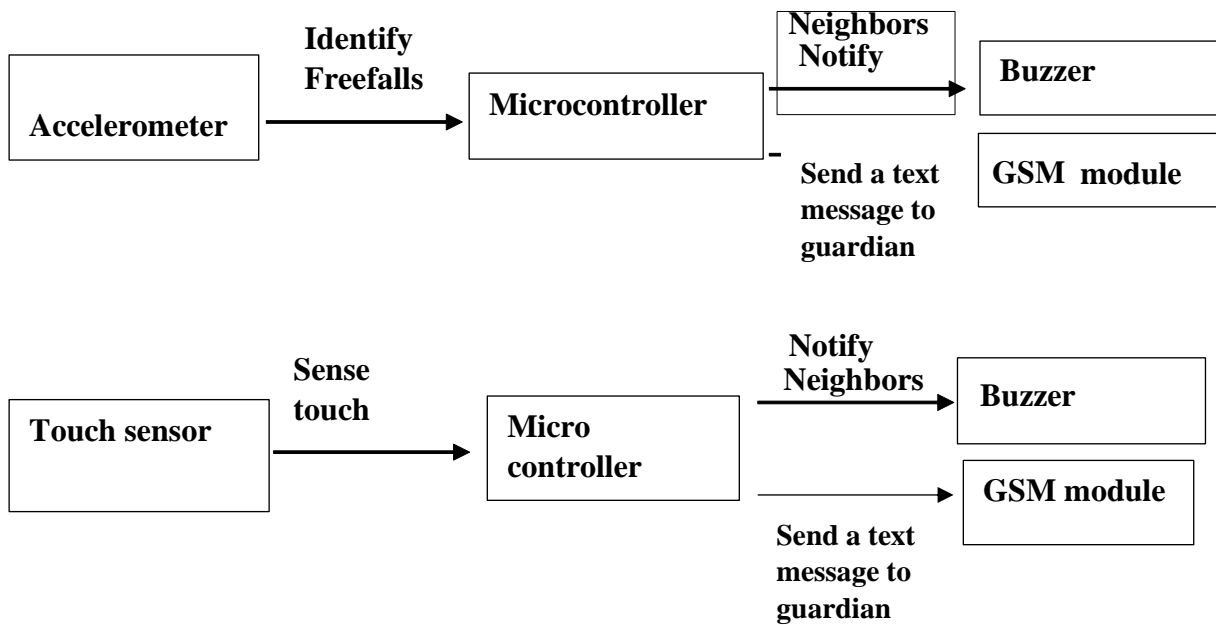 Identify
Freefalls
Accelerometer
Microcontroller
Neighbors
Notify
Buzzer
Send a text
message to
guardian
GSM module
Sense
touch
Touch sensor
Micro
controller
Notify
Neighbors
Buzzer
Send a text
message to
guardian
GSM module